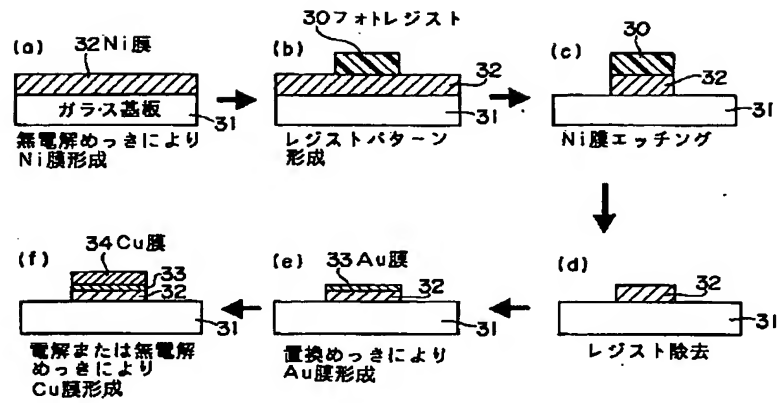 (a)
32Ni膜
ガラス基板
31
無電解めっきにより
Ni膜形成
(b)
30フォトレジスト
32
31
レジストパターン
形成
(c)
30
32
31
Ni膜エッチング
(d)
32
31
レジスト除去
(e)
33Au膜
32
31
置換めっきにより
Au膜形成
(f)
34Cu膜
33
32
31
電解または無電解
めっきにより
Cu膜形成